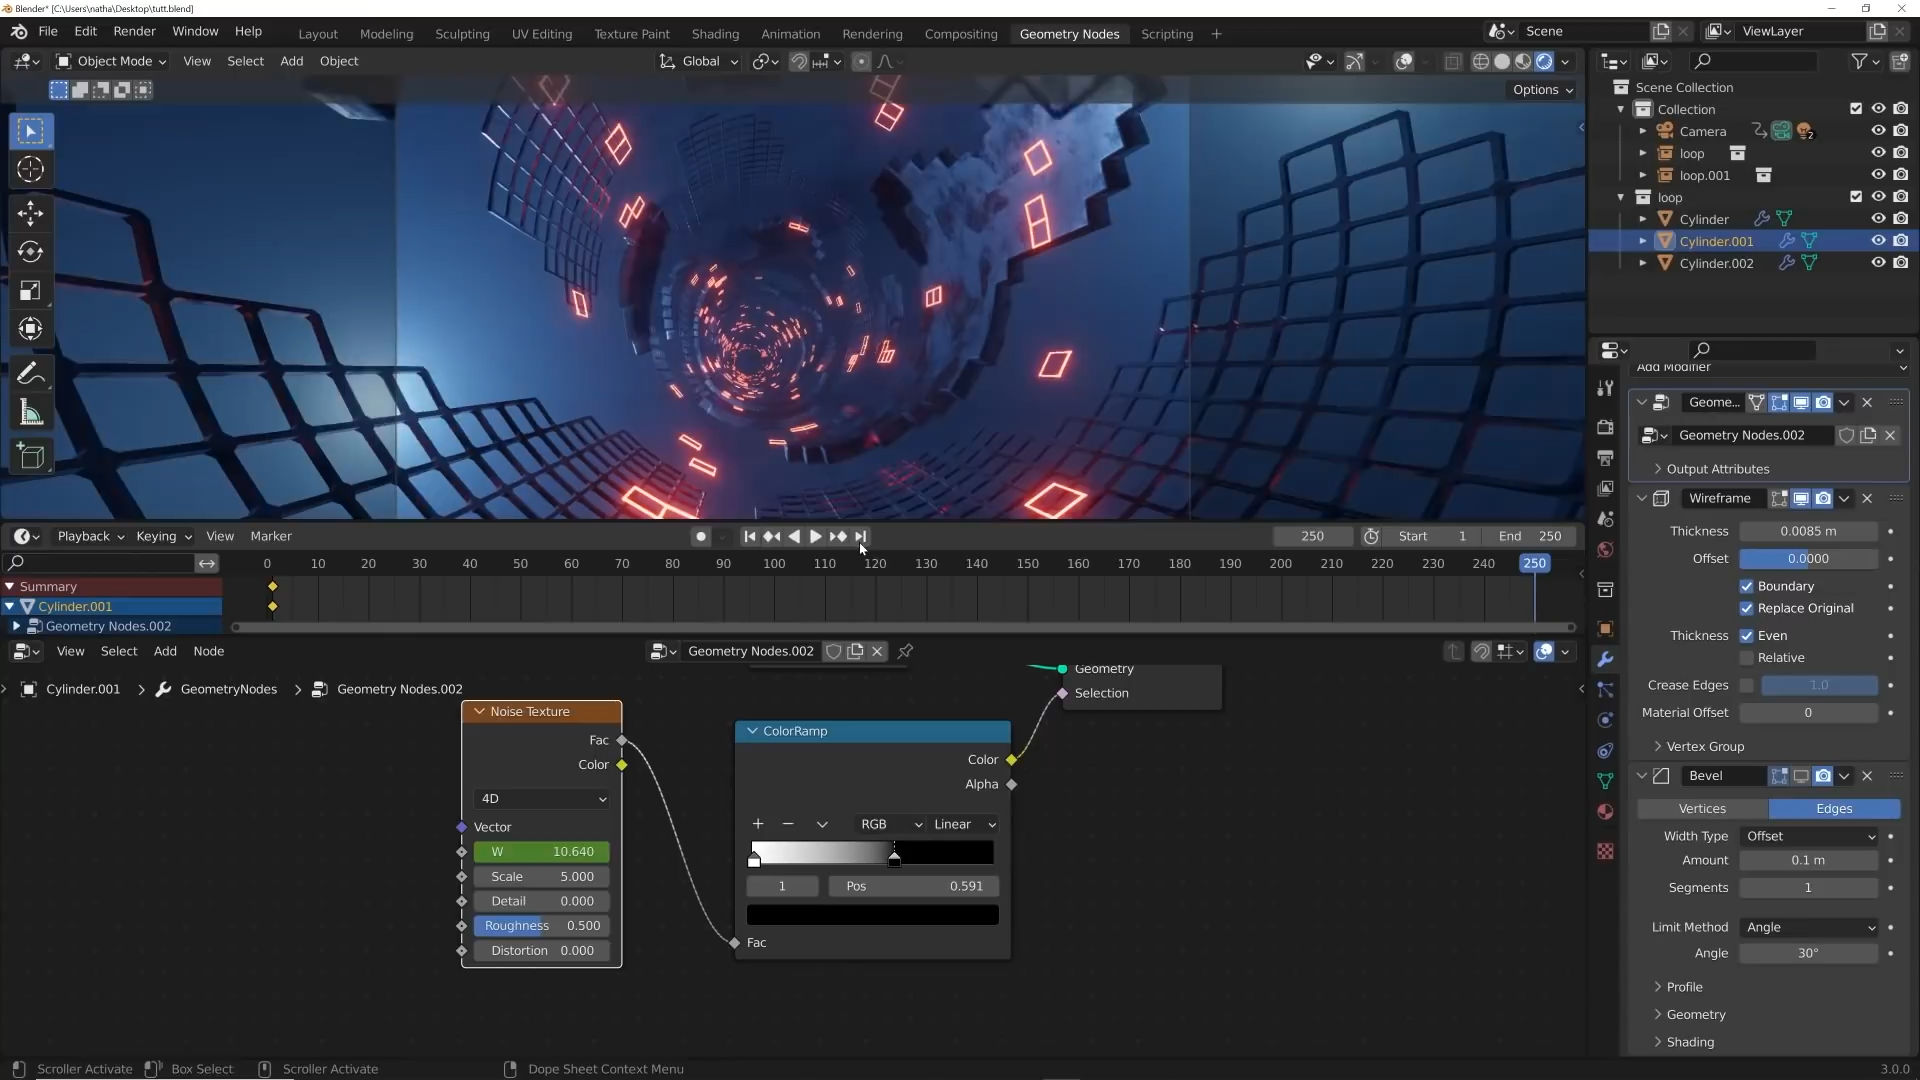 Blender* [C:\Users\natha\Desktop\tutt.blend]
File Edit Render Window Help Layout Modeling Sculpting UV Editing Texture Paint Shading Animation Rendering Compositing Geometry Nodes Scripting + Scene ViewLayer
Object Mode View Select Add Object Global
Options
Scene Collection
Collection
Camera 2
loop
loop.001
loop
Cylinder
Cylinder.001
Cylinder.002
Add Modifier
Geome...
Geometry Nodes.002
Output Attributes
Wireframe
Thickness 0.0085 m
Offset 0.0000
Boundary
Replace Original
Thickness Even
Relative
Crease Edges 1.0
Material Offset 0
Vertex Group
Bevel
Vertices Edges
Width Type Offset
Amount 0.1 m
Segments 1
Limit Method Angle
Angle 30°
Profile
Geometry
Shading
Playback Keying View Marker 250 Start 1 End 250
0 10 20 30 40 50 60 70 80 90 100 110 120 130 140 150 160 170 180 190 200 210 220 230 240 250
Summary
Cylinder.001
Geometry Nodes.002
View Select Add Node Geometry Nodes.002
Cylinder.001 > GeometryNodes > Geometry Nodes.002
Geometry
Selection
Noise Texture
Fac
Color
4D
Vector
W 10.640
Scale 5.000
Detail 0.000
Roughness 0.500
Distortion 0.000
ColorRamp
Color
Alpha
+ − RGB Linear
1 Pos 0.591
Fac
Scroller Activate Box Select Scroller Activate Dope Sheet Context Menu 3.0.0